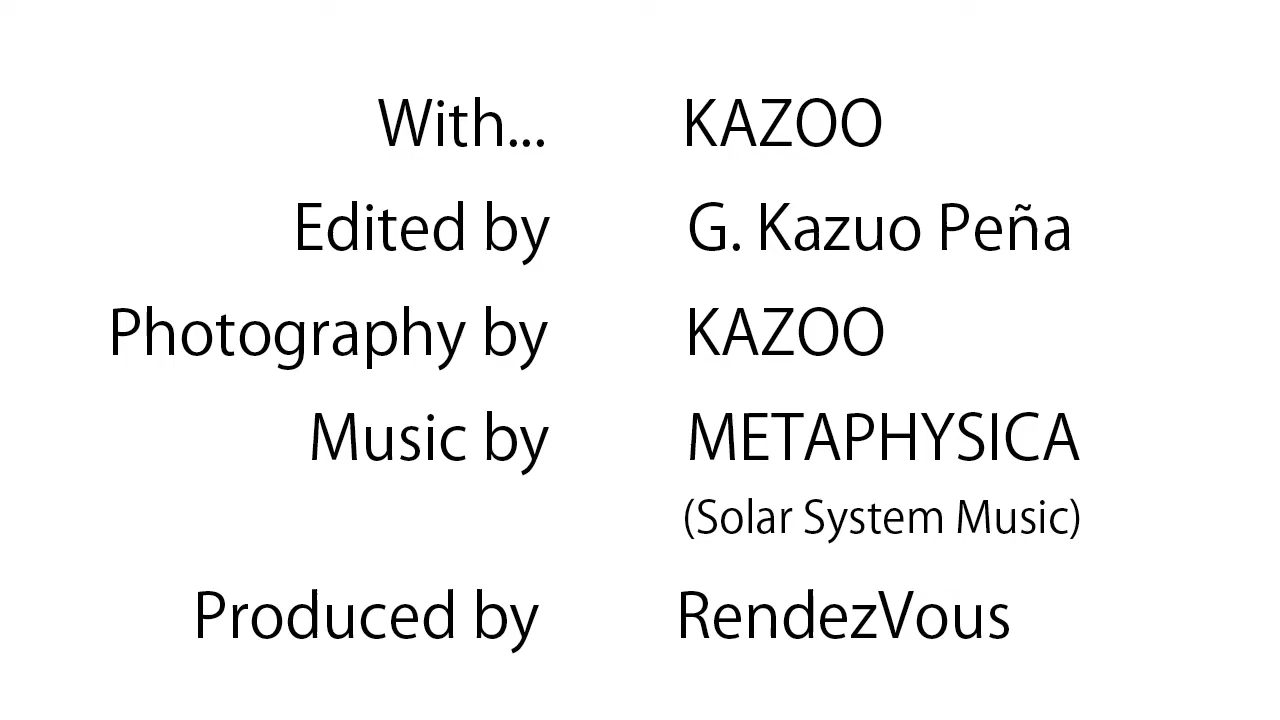 With... KAZOO
Edited by G. Kazuo Peña
Photography by KAZOO
Music by METAPHYSICA
(Solar System Music)
Produced by RendezVous